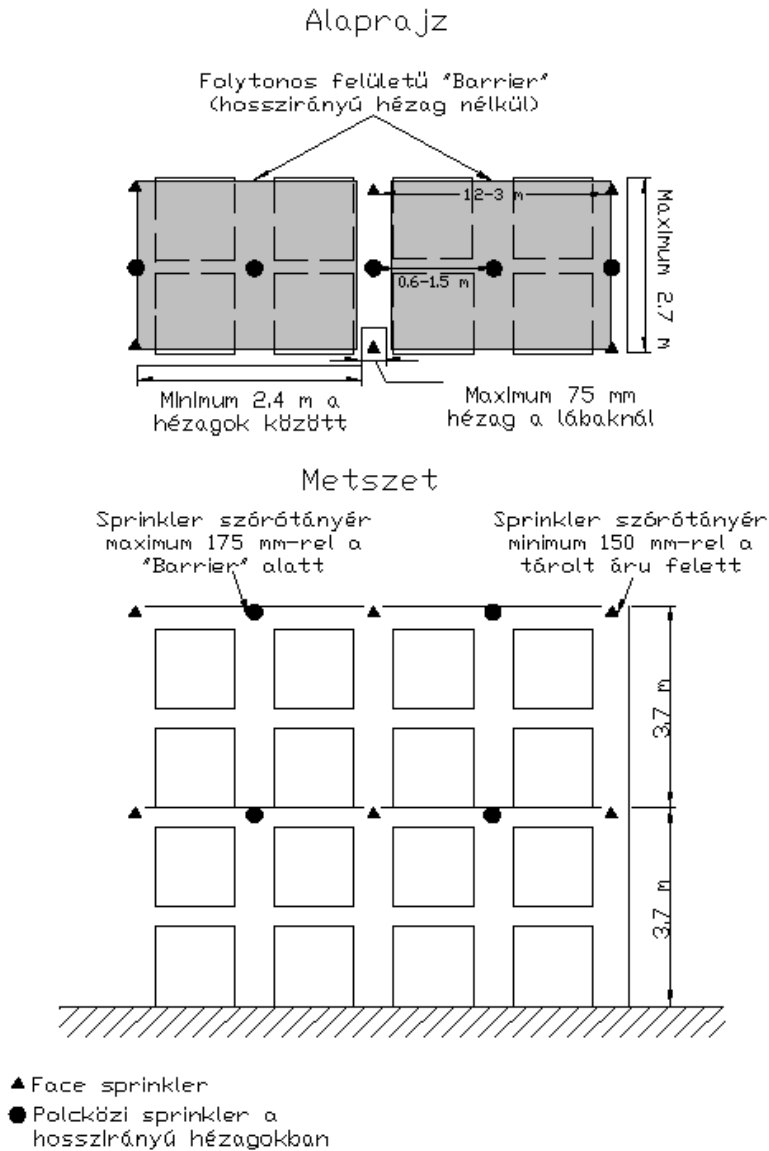 Alaprajz
Folytonos felületű "Barrier"
(hosszirányú hézag nélkül)
1.2-3 m
0.6-1.5 m
Maximum 2.7 m
Minimum 2.4 m a
hézagok között
Maximum 75 mm
hézag a lábaknál
Metszet
Sprinkler szórótányér
maximum 175 mm-rel a
"Barrier" alatt
Sprinkler szórótányér
minimum 150 mm-rel a
tárolt áru felett
3.7 m
3.7 m
Face sprinkler
Polcközi sprinkler a
hosszirányú hézagokban